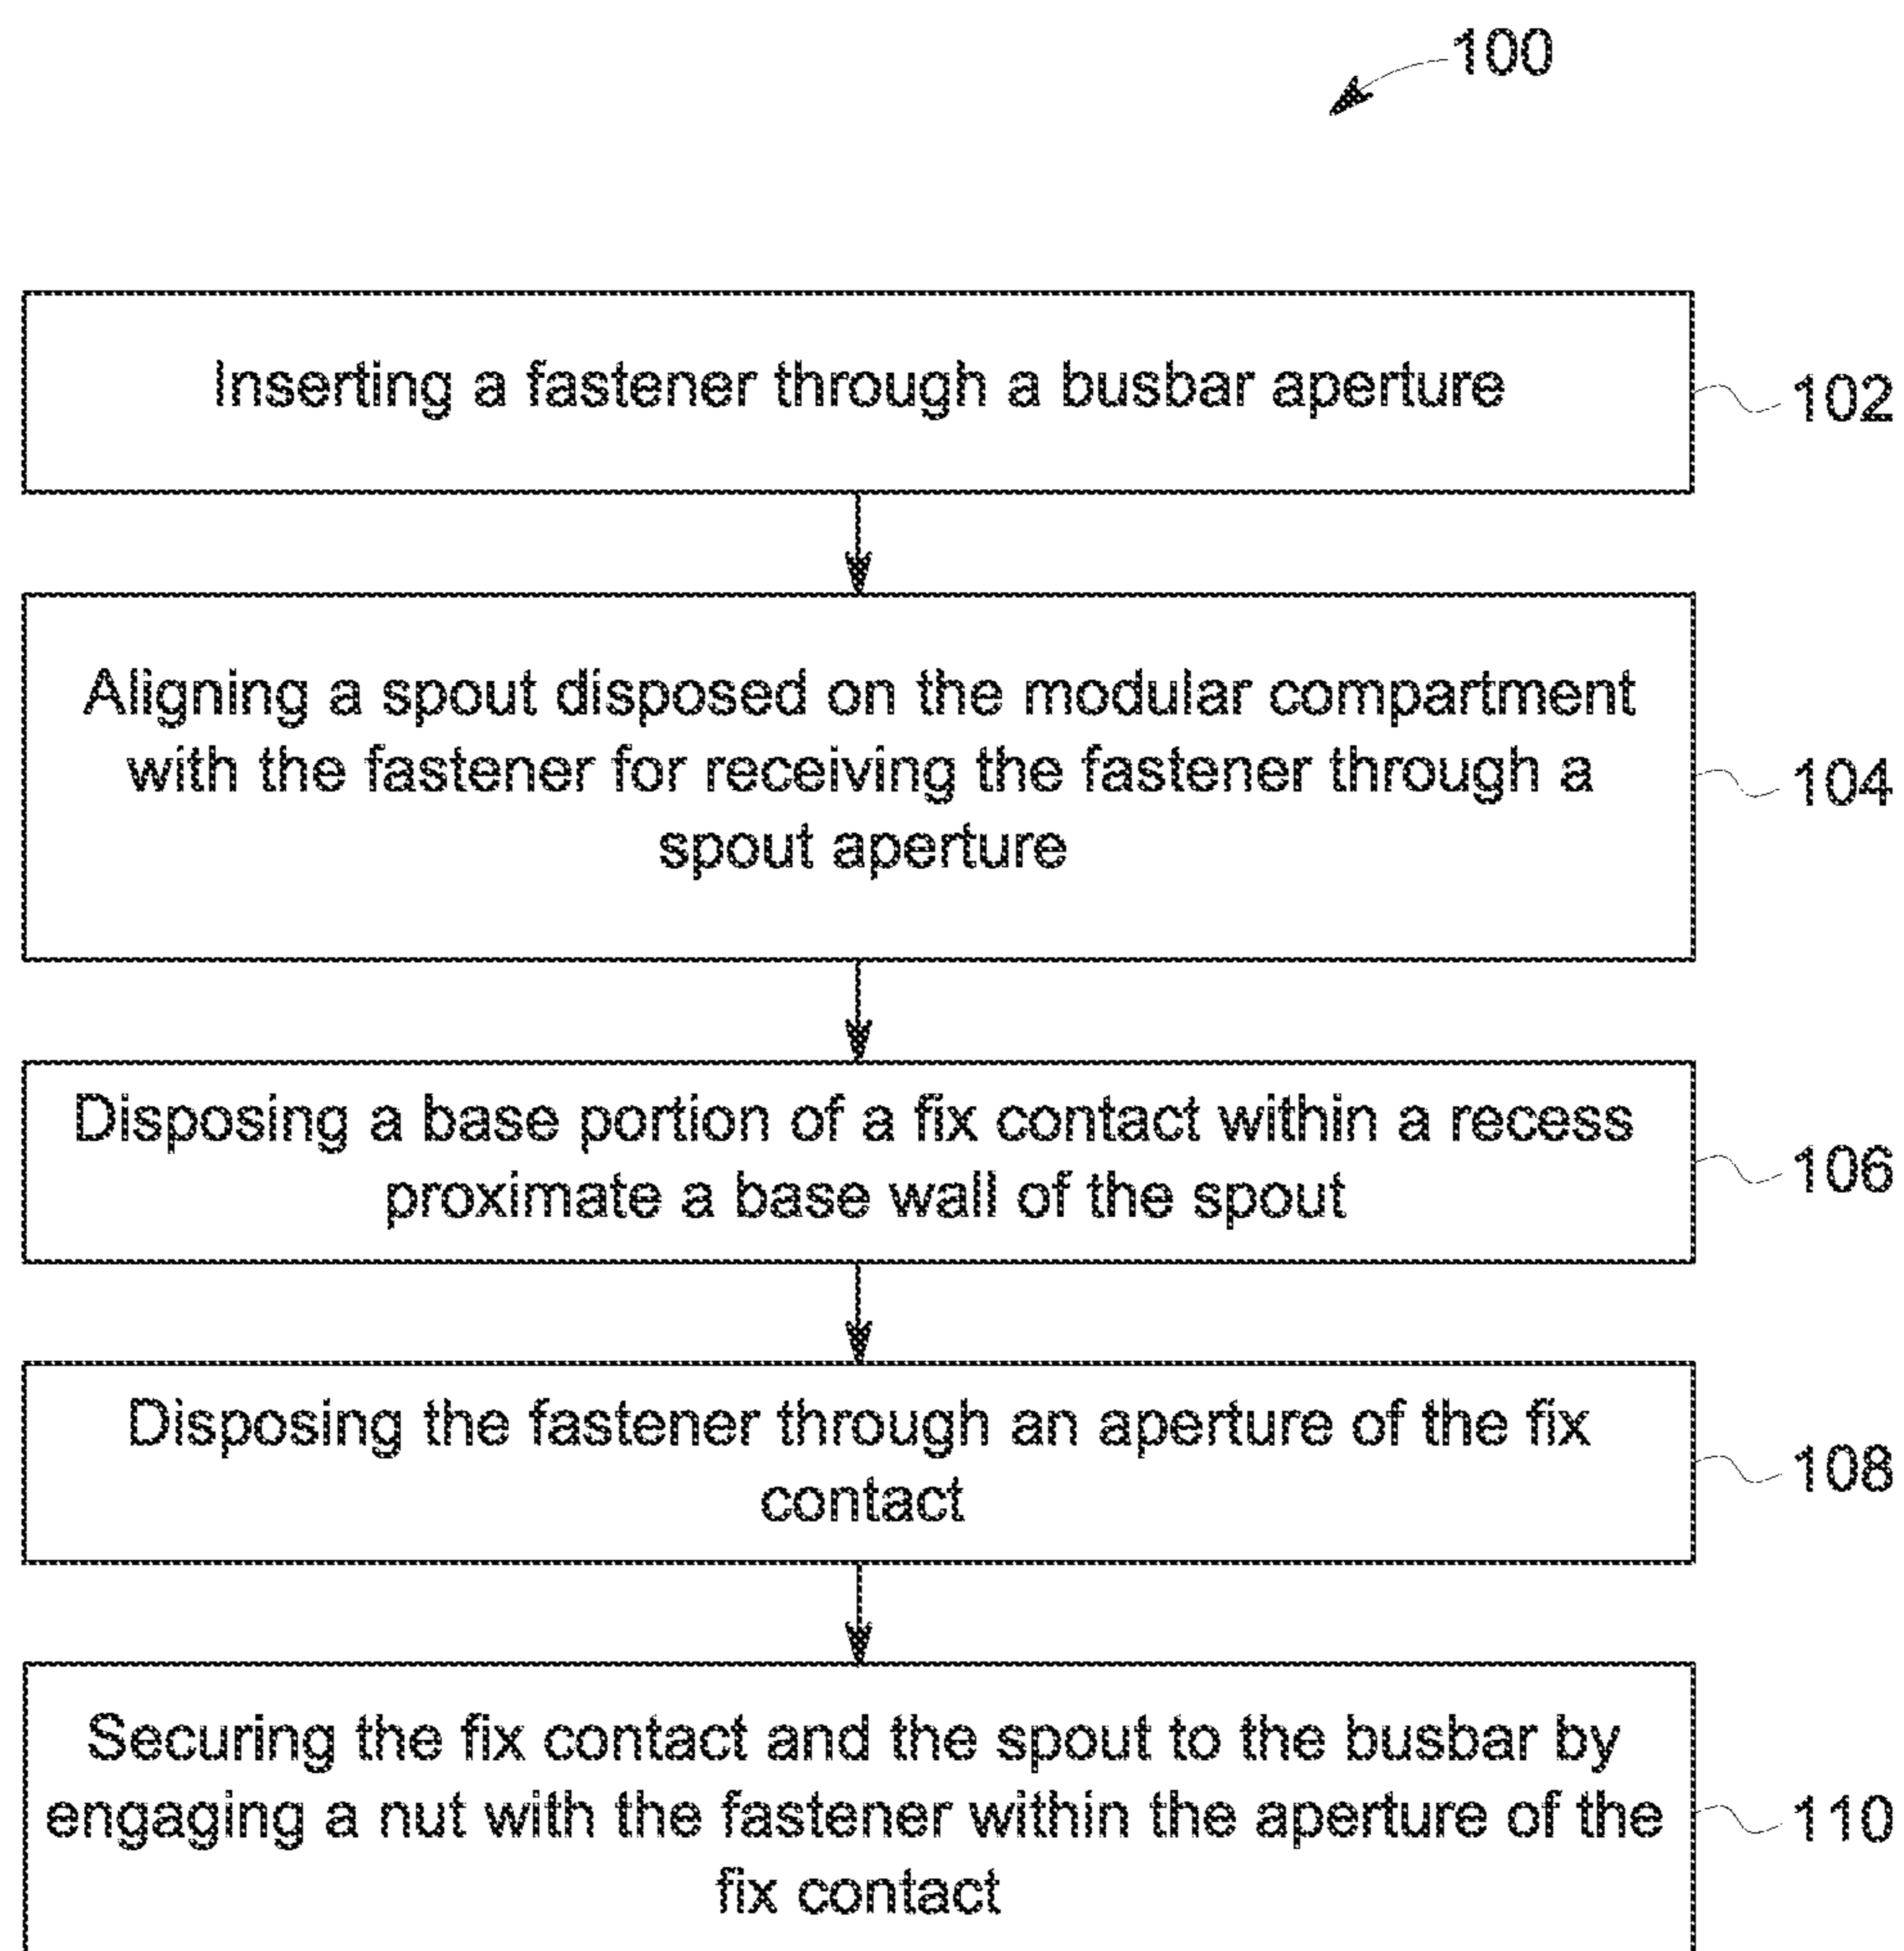 100
Inserting a fastener through a busbar aperture
102
Aligning a spout disposed on the modular compartment
with the fastener for receiving the fastener through a
spout aperture
104
Disposing a base portion of a fix contact within a recess
proximate a base wall of the spout
106
Disposing the fastener through an aperture of the fix
contact
108
Securing the fix contact and the spout to the busbar by
engaging a nut with the fastener within the aperture of the
fix contact
110